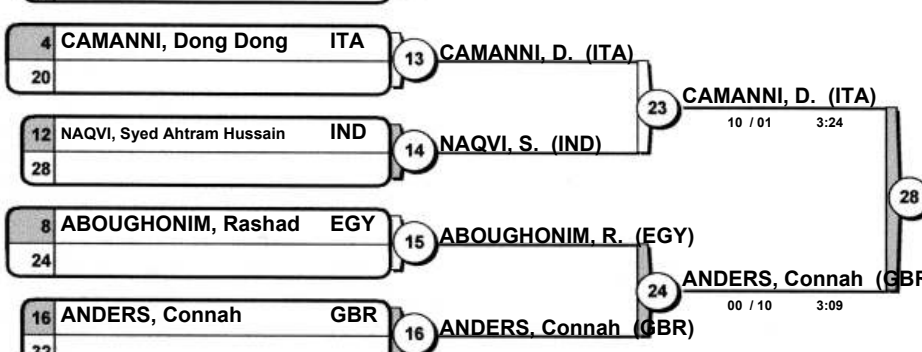 4 CAMANNI, Dong Dong ITA
20
13
CAMANNI, D. (ITA)
12 NAQVI, Syed Ahtram Hussain IND
28
14
NAQVI, S. (IND)
23
CAMANNI, D. (ITA)
10 / 01 3:24
8 ABOUGHONIM, Rashad EGY
24
15
ABOUGHONIM, R. (EGY)
16 ANDERS, Connah GBR
32
16
ANDERS, Connah (GBR)
24
ANDERS, Connah (GBR
00 / 10 3:09
28